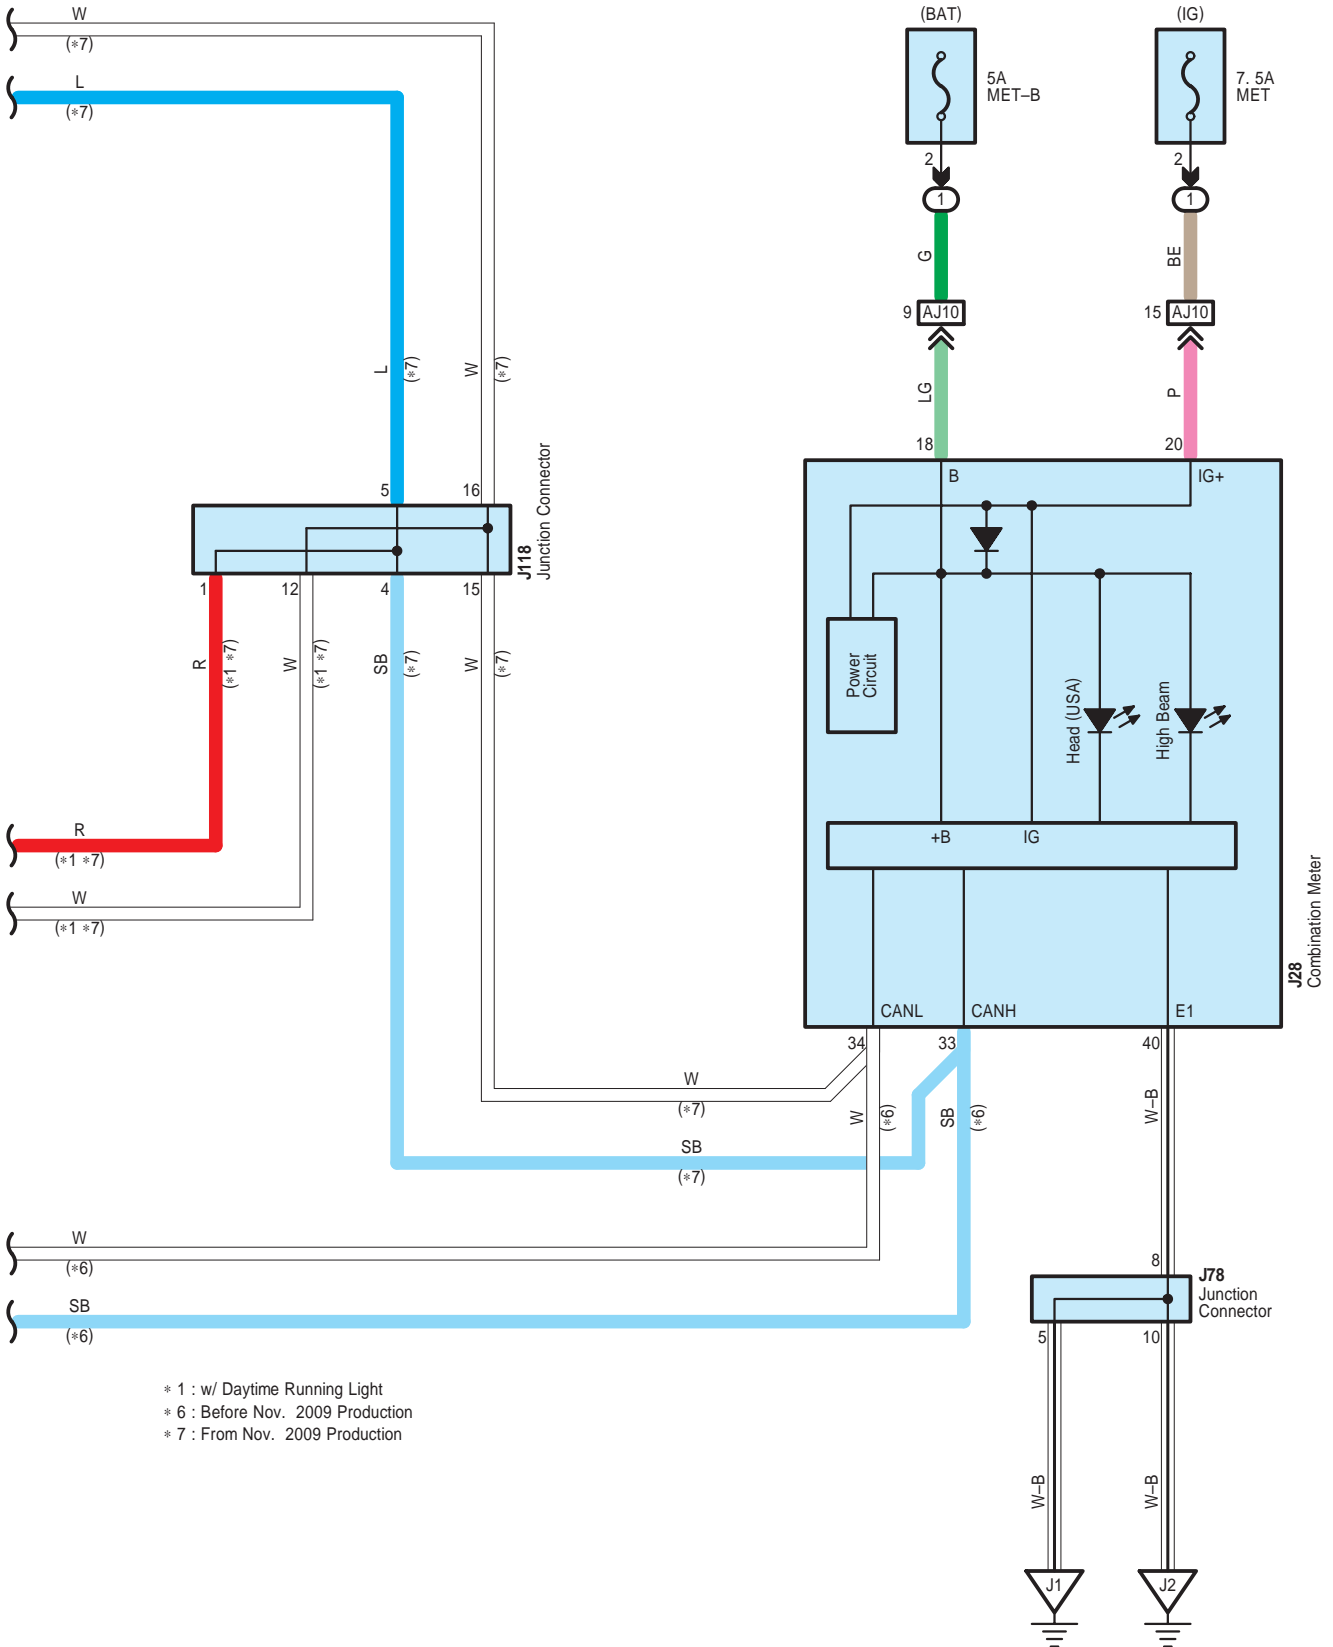 W
(∗7)
L
(∗7)
(BAT)
(IG)
5A
MET–B
7. 5A
MET
2
2
1
1
G
BE
9 AJ10
15 AJ10
LG
P
18
20
L
(∗7)
W
(∗7)
5
16
J118
Junction Connector
1
12
4
15
R
(∗1 ∗7)
W
(∗1 ∗7)
SB
(∗7)
W
(∗7)
B
IG+
Power
Circuit
Head (USA)
High Beam
+B
IG
R
(∗1 ∗7)
W
(∗1 ∗7)
J28
Combination Meter
CANL
CANH
E1
34
33
40
W
(∗7)
W
(∗6)
SB
(∗6)
W–B
SB
(∗7)
W
(∗6)
SB
(∗6)
8
J78
Junction
Connector
5
10
∗ 1 : w/ Daytime Running Light
∗ 6 : Before Nov. 2009 Production
∗ 7 : From Nov. 2009 Production
W–B
W–B
J1
J2